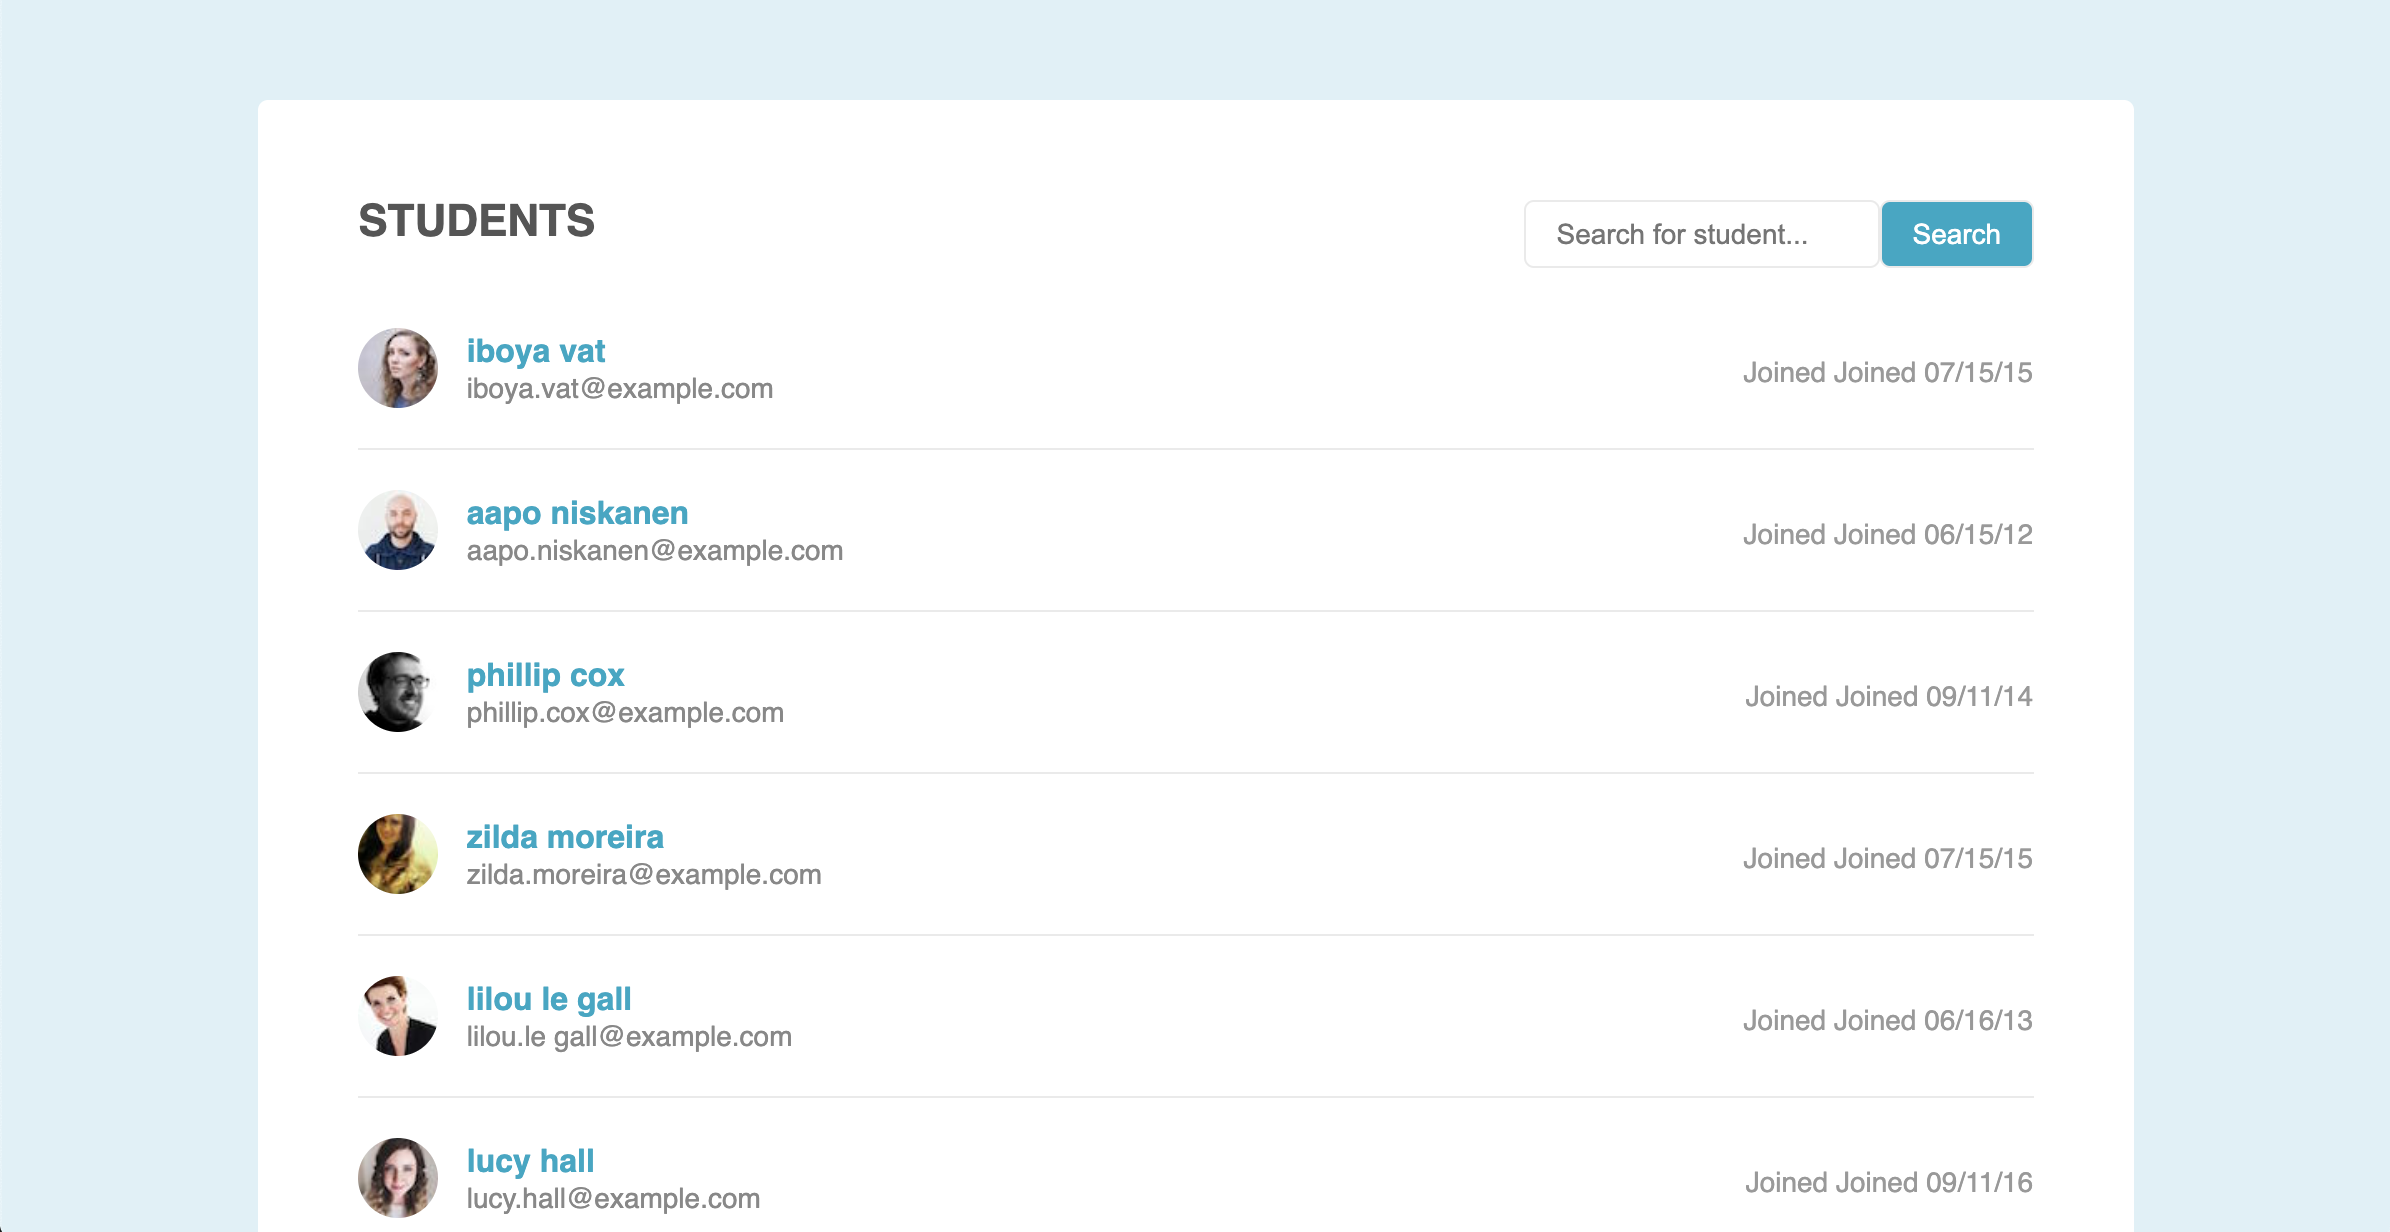 STUDENTS
Search for student...
Search
iboya vat
iboya.vat@example.com
Joined Joined 07/15/15
aapo niskanen
aapo.niskanen@example.com
Joined Joined 06/15/12
phillip cox
phillip.cox@example.com
Joined Joined 09/11/14
zilda moreira
zilda.moreira@example.com
Joined Joined 07/15/15
lilou le gall
lilou.le gall@example.com
Joined Joined 06/16/13
lucy hall
lucy.hall@example.com
Joined Joined 09/11/16